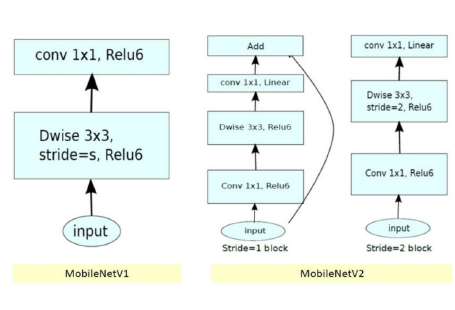 conv 1x1, Relu6
Dwise 3x3,
stride=s, Relu6
input
MobileNetV1
Add
conv 1x1, Linear
Dwise 3x3, Relu6
Conv 1x1, Relu6
input
Stride=1 block
conv 1x1, Linear
Dwise 3x3,
stride=2, Relu6
Conv 1x1, Relu6
input
Stride=2 block
MobileNetV2